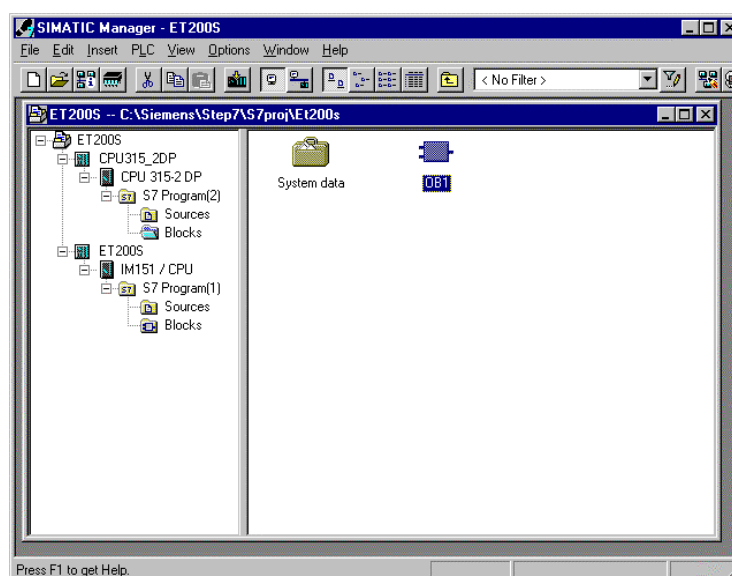 SIMATIC Manager - ET200S
File Edit Insert PLC View Options Window Help
< No Filter >
ET200S -- C:\Siemens\Step7\S7proj\Et200s
ET200S
CPU315_2DP
CPU 315-2 DP
S7 Program(2)
Sources
Blocks
ET200S
IM151 / CPU
S7 Program(1)
Sources
Blocks
System data
OB1
Press F1 to get Help.